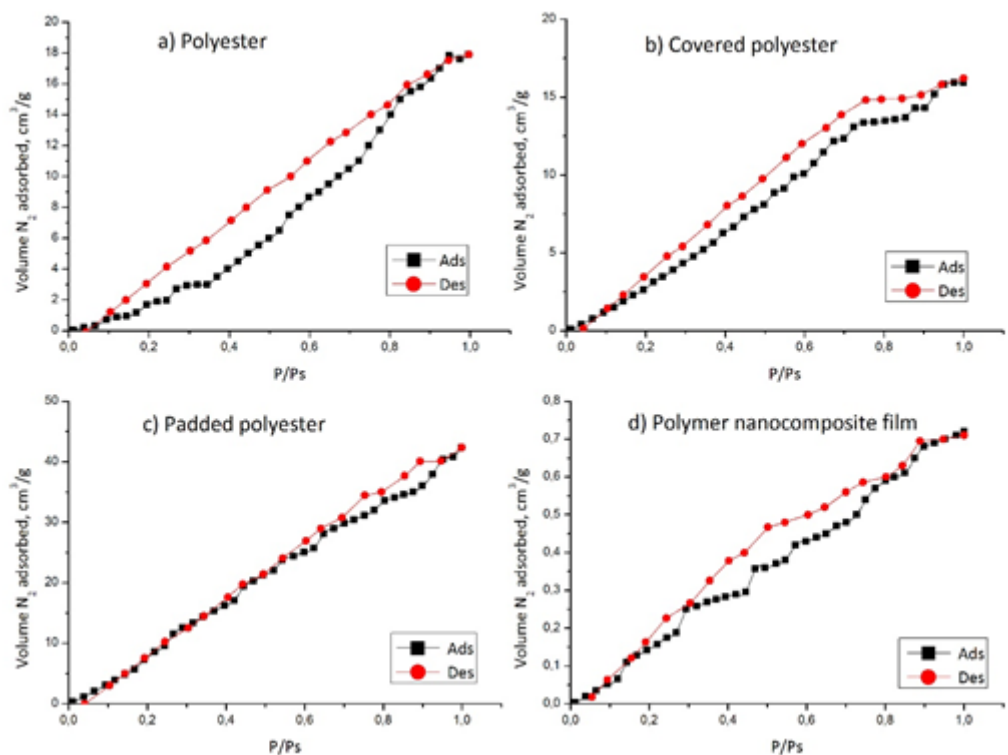 a) Polyester
Volume N2 adsorbed, cm3/g
20
18
16
14
12
10
8
6
4
2
0
Ads
Des
0,0 0,2 0,4 0,6 0,8 1,0
P/Ps
b) Covered polyester
Volume N2 adsorbed, cm3/g
20
15
10
5
0
Ads
Des
0,0 0,2 0,4 0,6 0,8 1,0
P/Ps
c) Padded polyester
Volume N2 adsorbed, cm3/g
50
40
30
20
10
0
Ads
Des
0,0 0,2 0,4 0,6 0,8 1,0
P/Ps
d) Polymer nanocomposite film
Volume N2 adsorbed, cm3/g
0,8
0,7
0,6
0,5
0,4
0,3
0,2
0,1
0,0
Ads
Des
0,0 0,2 0,4 0,6 0,8 1,0
P/Ps